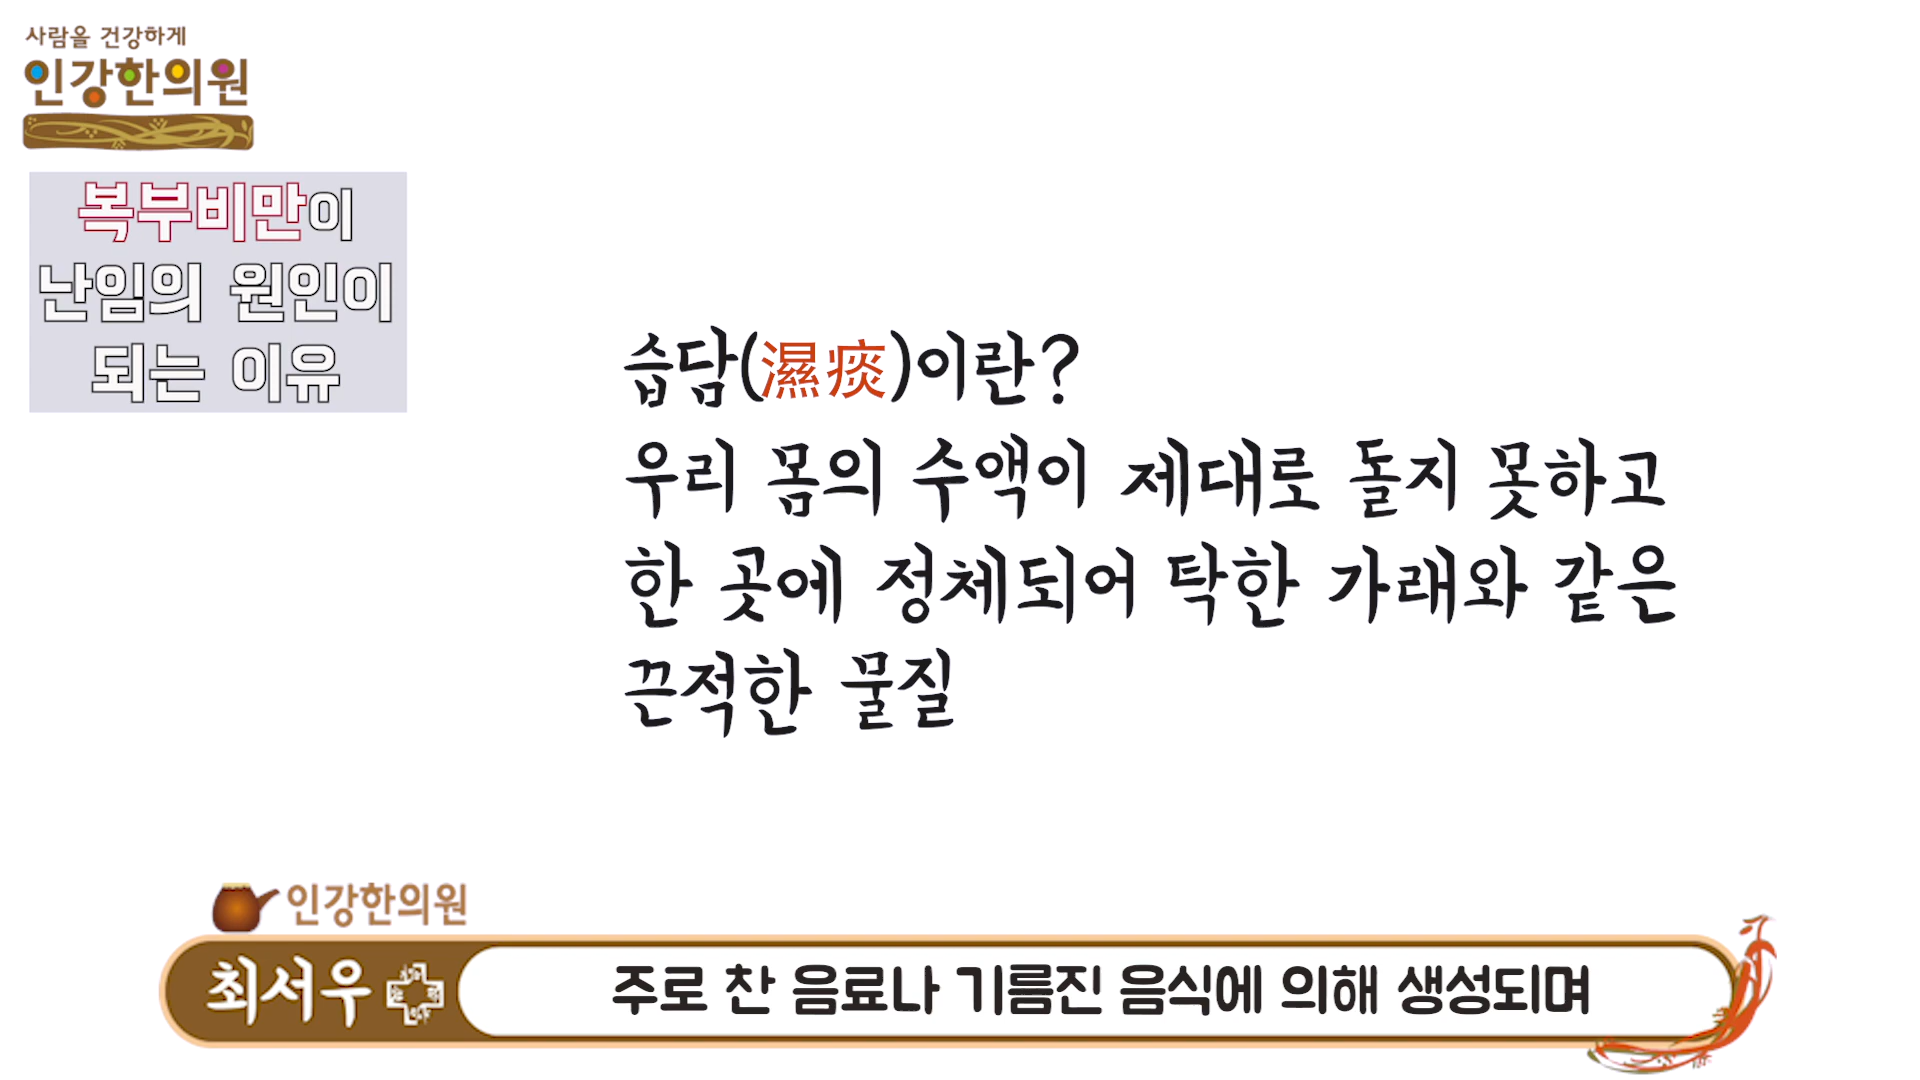 사람을 건강하게
인강한의원
복부비만이
난임의 원인이
되는 이유
습담(濕痰)이란?
우리 몸의 수액이 제대로 돌지 못하고
한 곳에 정체되어 탁한 가래와 같은
끈적한 물질
인강한의원
최서우
주로 찬 음료나 기름진 음식에 의해 생성되며